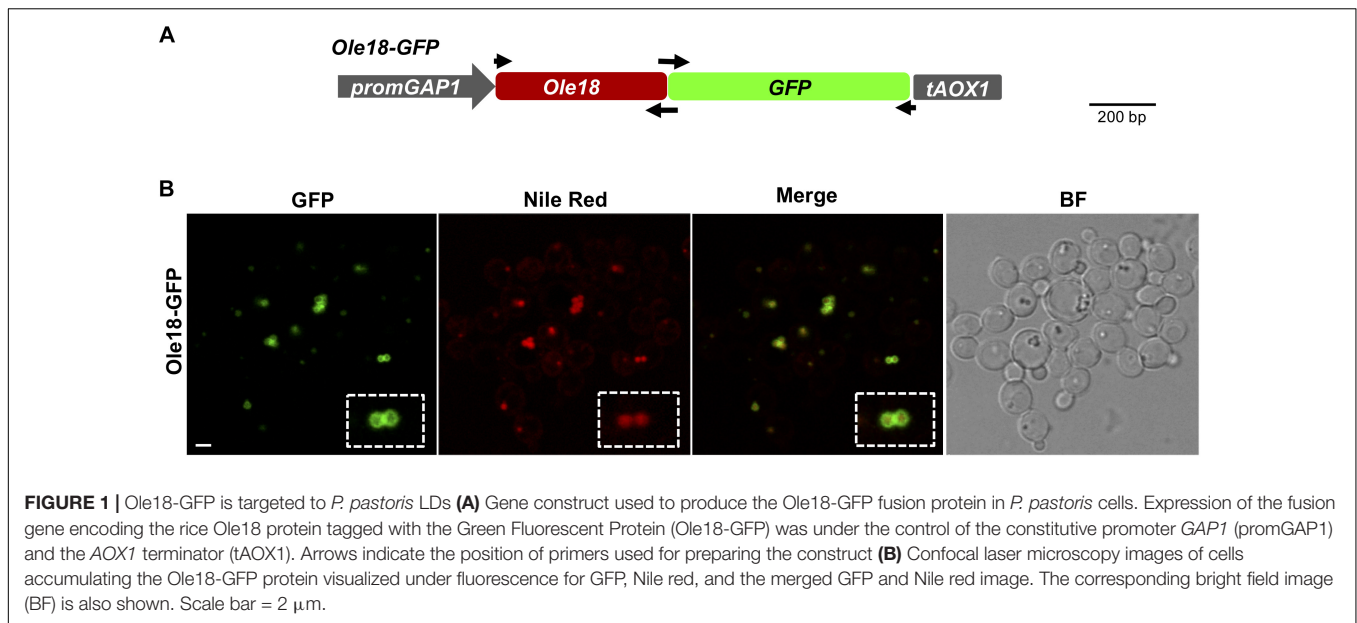 A
Ole18-GFP
promGAP1 Ole18 GFP tAOX1
200 bp
B
GFP Nile Red Merge BF
Ole18-GFP
FIGURE 1 | Ole18-GFP is targeted to P. pastoris LDs (A) Gene construct used to produce the Ole18-GFP fusion protein in P. pastoris cells. Expression of the fusion
gene encoding the rice Ole18 protein tagged with the Green Fluorescent Protein (Ole18-GFP) was under the control of the constitutive promoter GAP1 (promGAP1)
and the AOX1 terminator (tAOX1). Arrows indicate the position of primers used for preparing the construct (B) Confocal laser microscopy images of cells
accumulating the Ole18-GFP protein visualized under fluorescence for GFP, Nile red, and the merged GFP and Nile red image. The corresponding bright field image
(BF) is also shown. Scale bar = 2 μm.